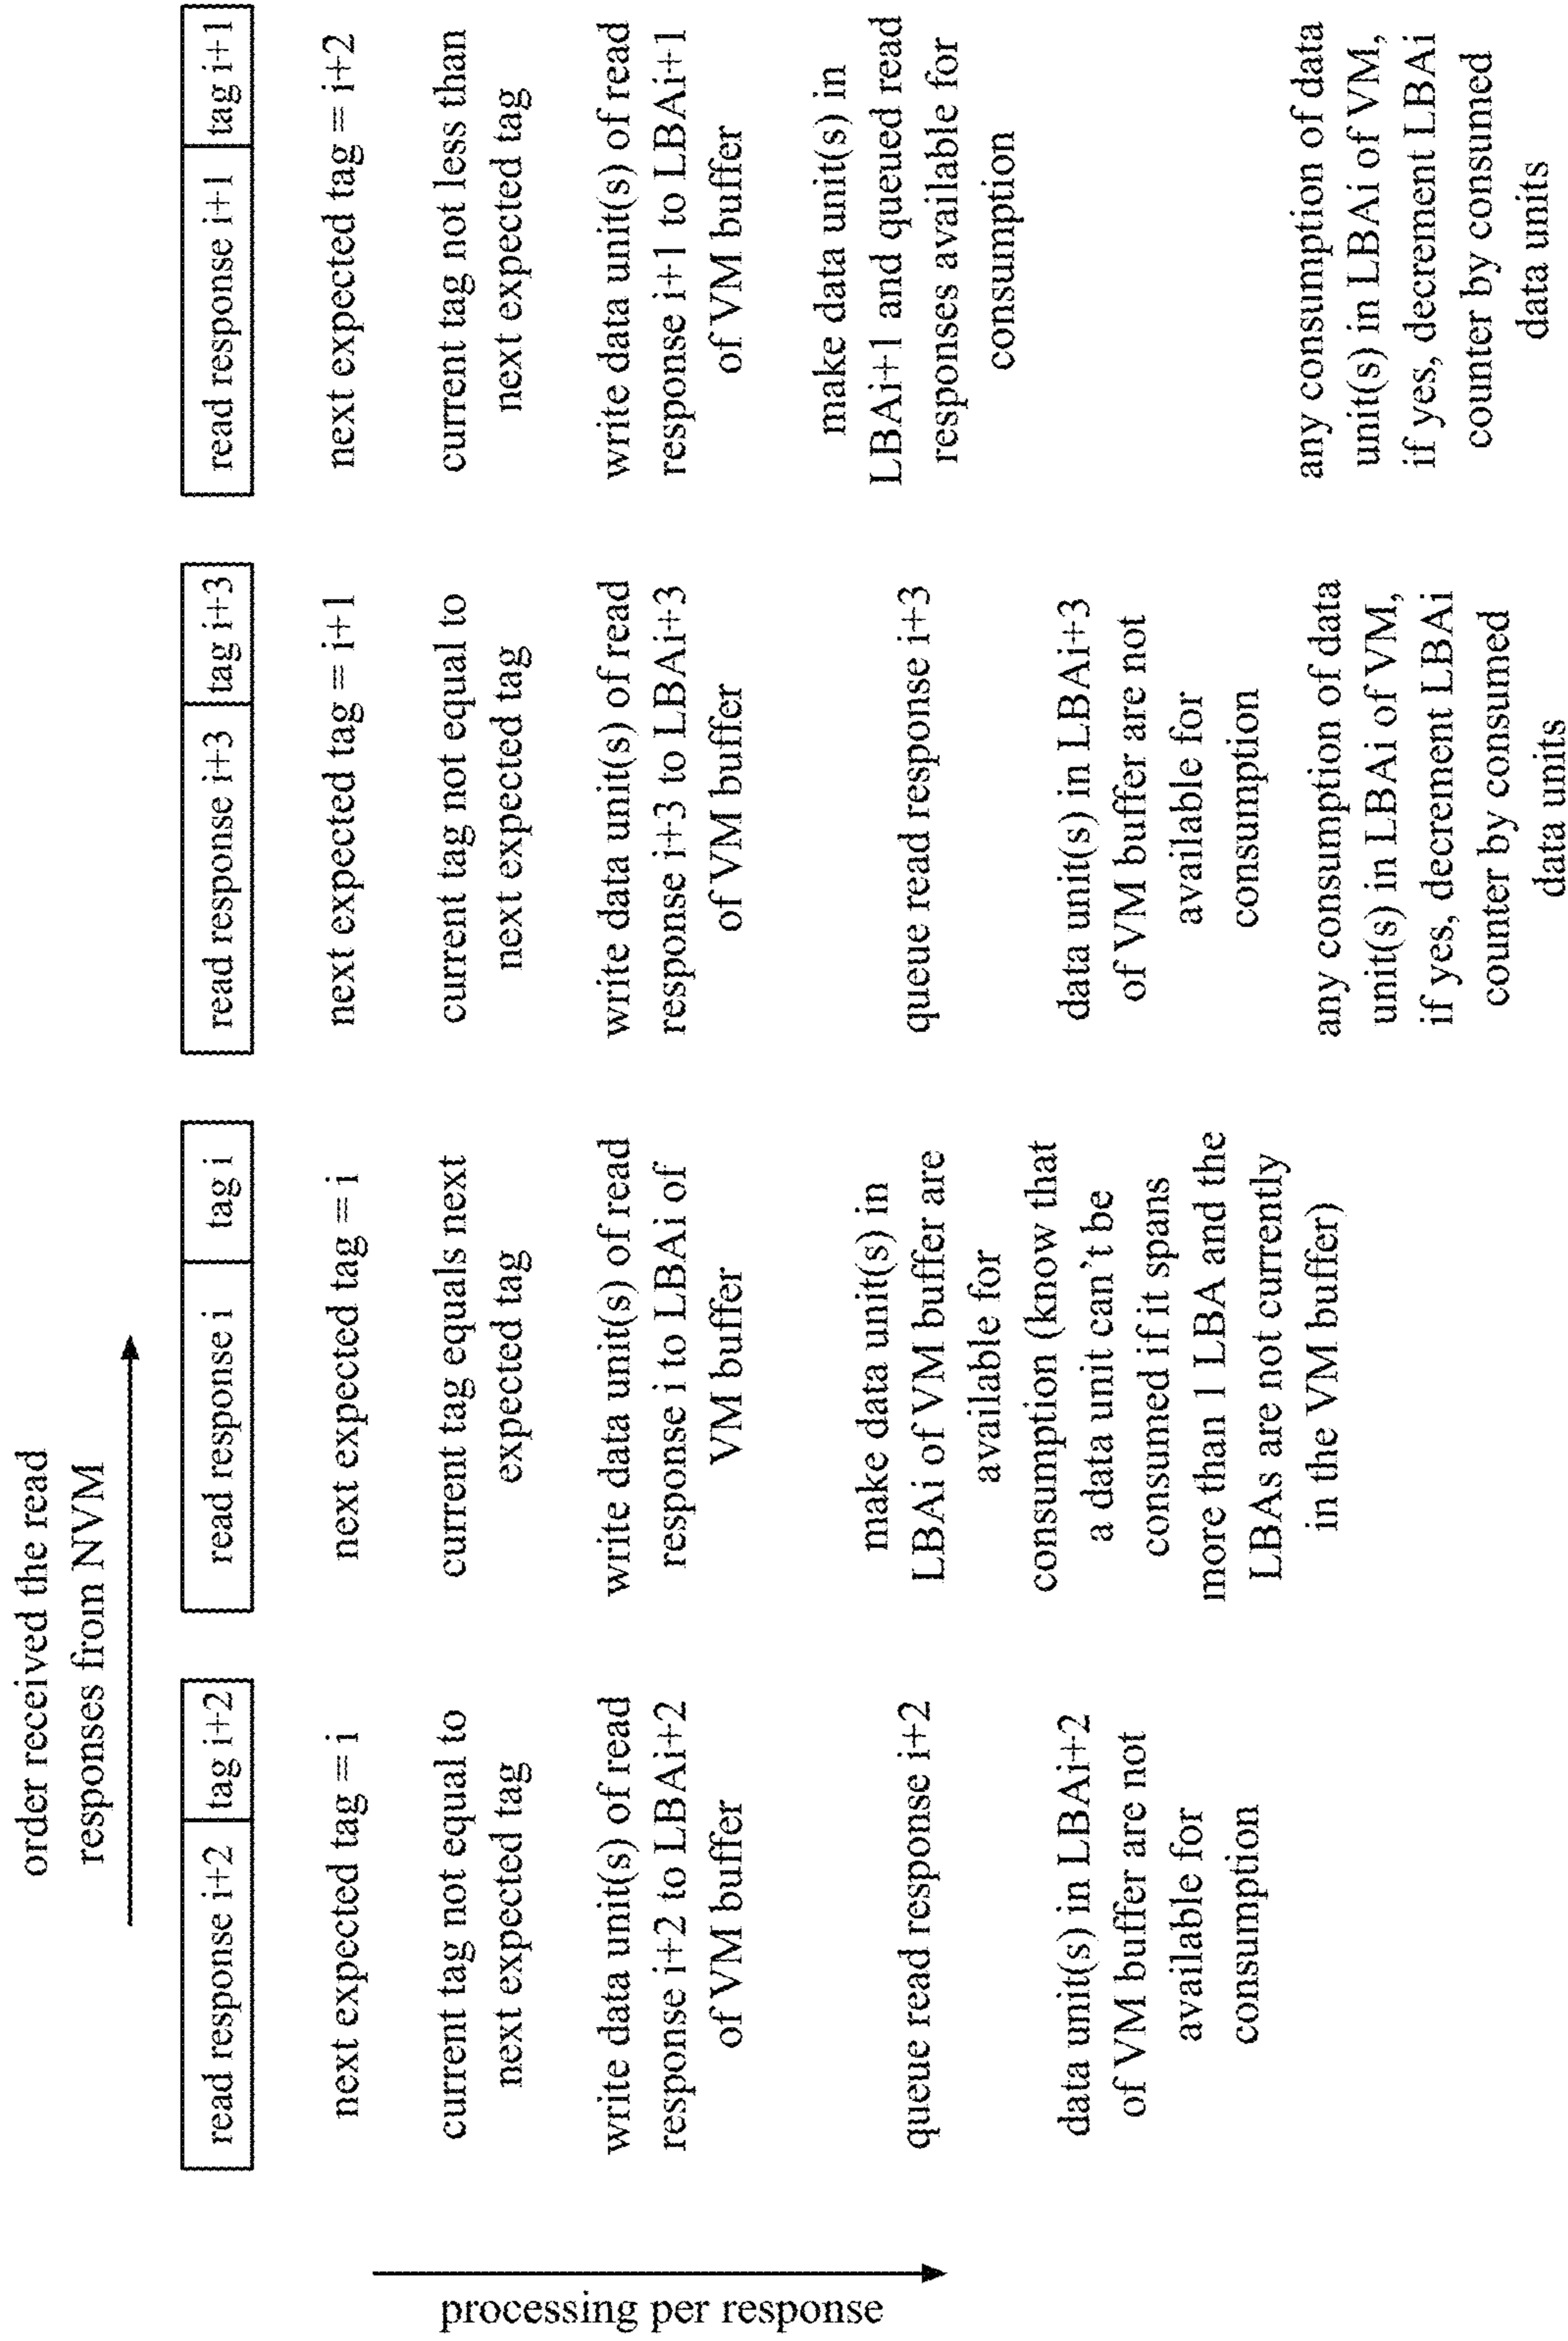 order received the read
responses from NVM
processing per response
read response i+2 tag i+2
next expected tag = i
current tag not equal to
next expected tag
write data unit(s) of read
response i+2 to LBAi+2
of VM buffer
queue read response i+2
data unit(s) in LBAi+2
of VM buffer are not
available for
consumption
read response i tag i
next expected tag = i
current tag equals next
expected tag
write data unit(s) of read
response i to LBAi of
VM buffer
make data unit(s) in
LBAi of VM buffer are
available for
consumption (know that
a data unit can't be
consumed if it spans
more than 1 LBA and the
LBAs are not currently
in the VM buffer)
read response i+3 tag i+3
next expected tag = i+1
current tag not equal to
next expected tag
write data unit(s) of read
response i+3 to LBAi+3
of VM buffer
queue read response i+3
data unit(s) in LBAi+3
of VM buffer are not
available for
consumption
any consumption of data
unit(s) in LBAi of VM,
if yes, decrement LBAi
counter by consumed
data units
read response i+1 tag i+1
next expected tag = i+2
current tag not less than
next expected tag
write data unit(s) of read
response i+1 to LBAi+1
of VM buffer
make data unit(s) in
LBAi+1 and queued read
responses available for
consumption
any consumption of data
unit(s) in LBAi of VM,
if yes, decrement LBAi
counter by consumed
data units